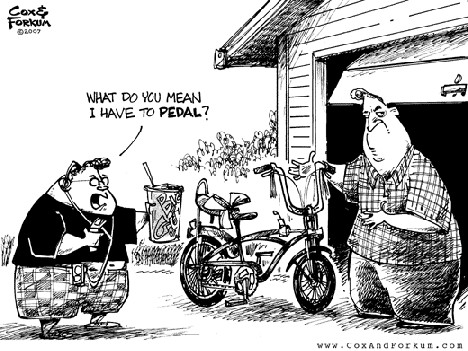 COX &
FORKUM
©2007
WHAT DO YOU MEAN
I HAVE TO PEDAL?
www.CoxandForkum.com